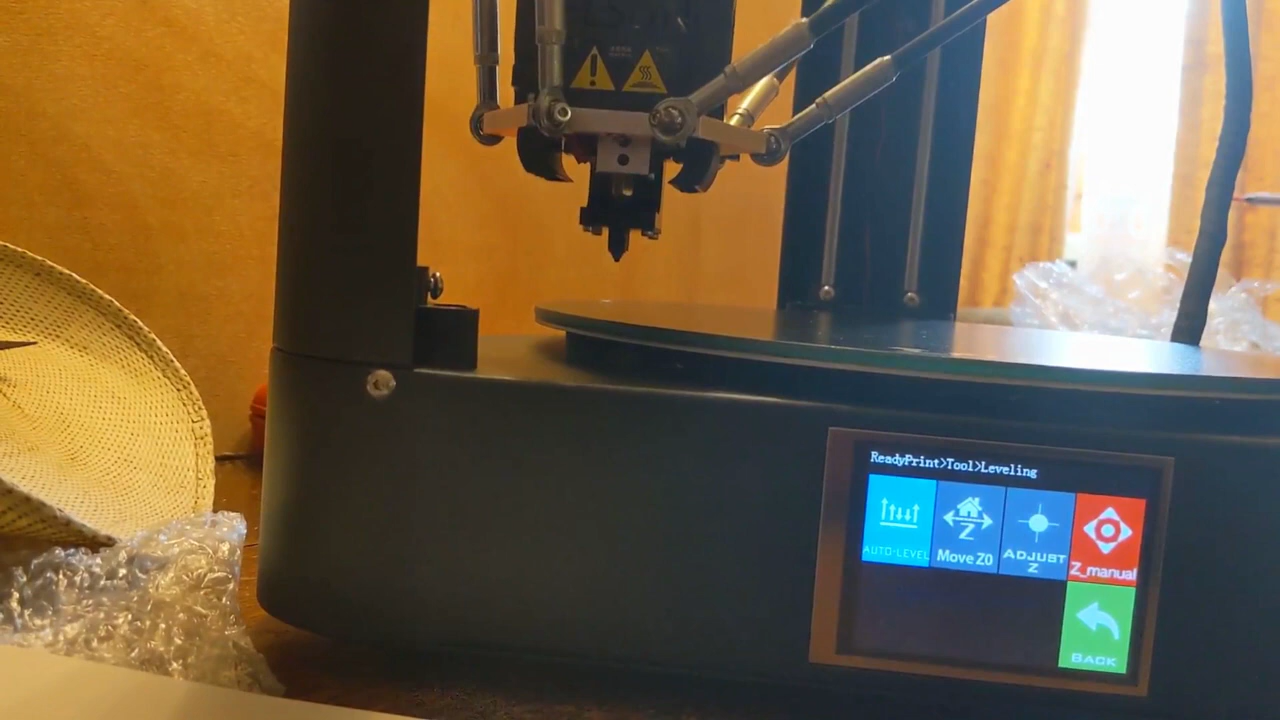 ReadyPrint>Tool>Leveling
AUTO-LEVEL
Move Z0
ADJUST
Z
Z_manual
BACK